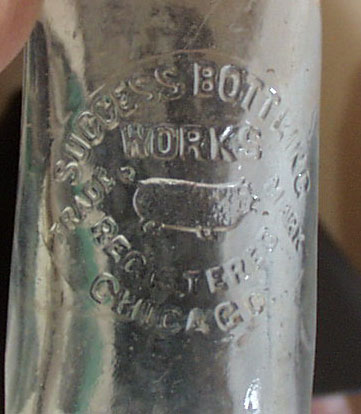 SUCCESS BOTTLING
WORKS
TRADE MARK
REGISTERED
CHICAGO